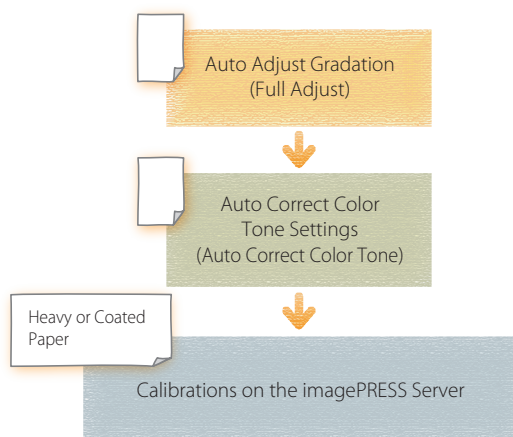 Auto Adjust Gradation
(Full Adjust)
Auto Correct Color
Tone Settings
(Auto Correct Color Tone)
Heavy or Coated
Paper
Calibrations on the imagePRESS Server